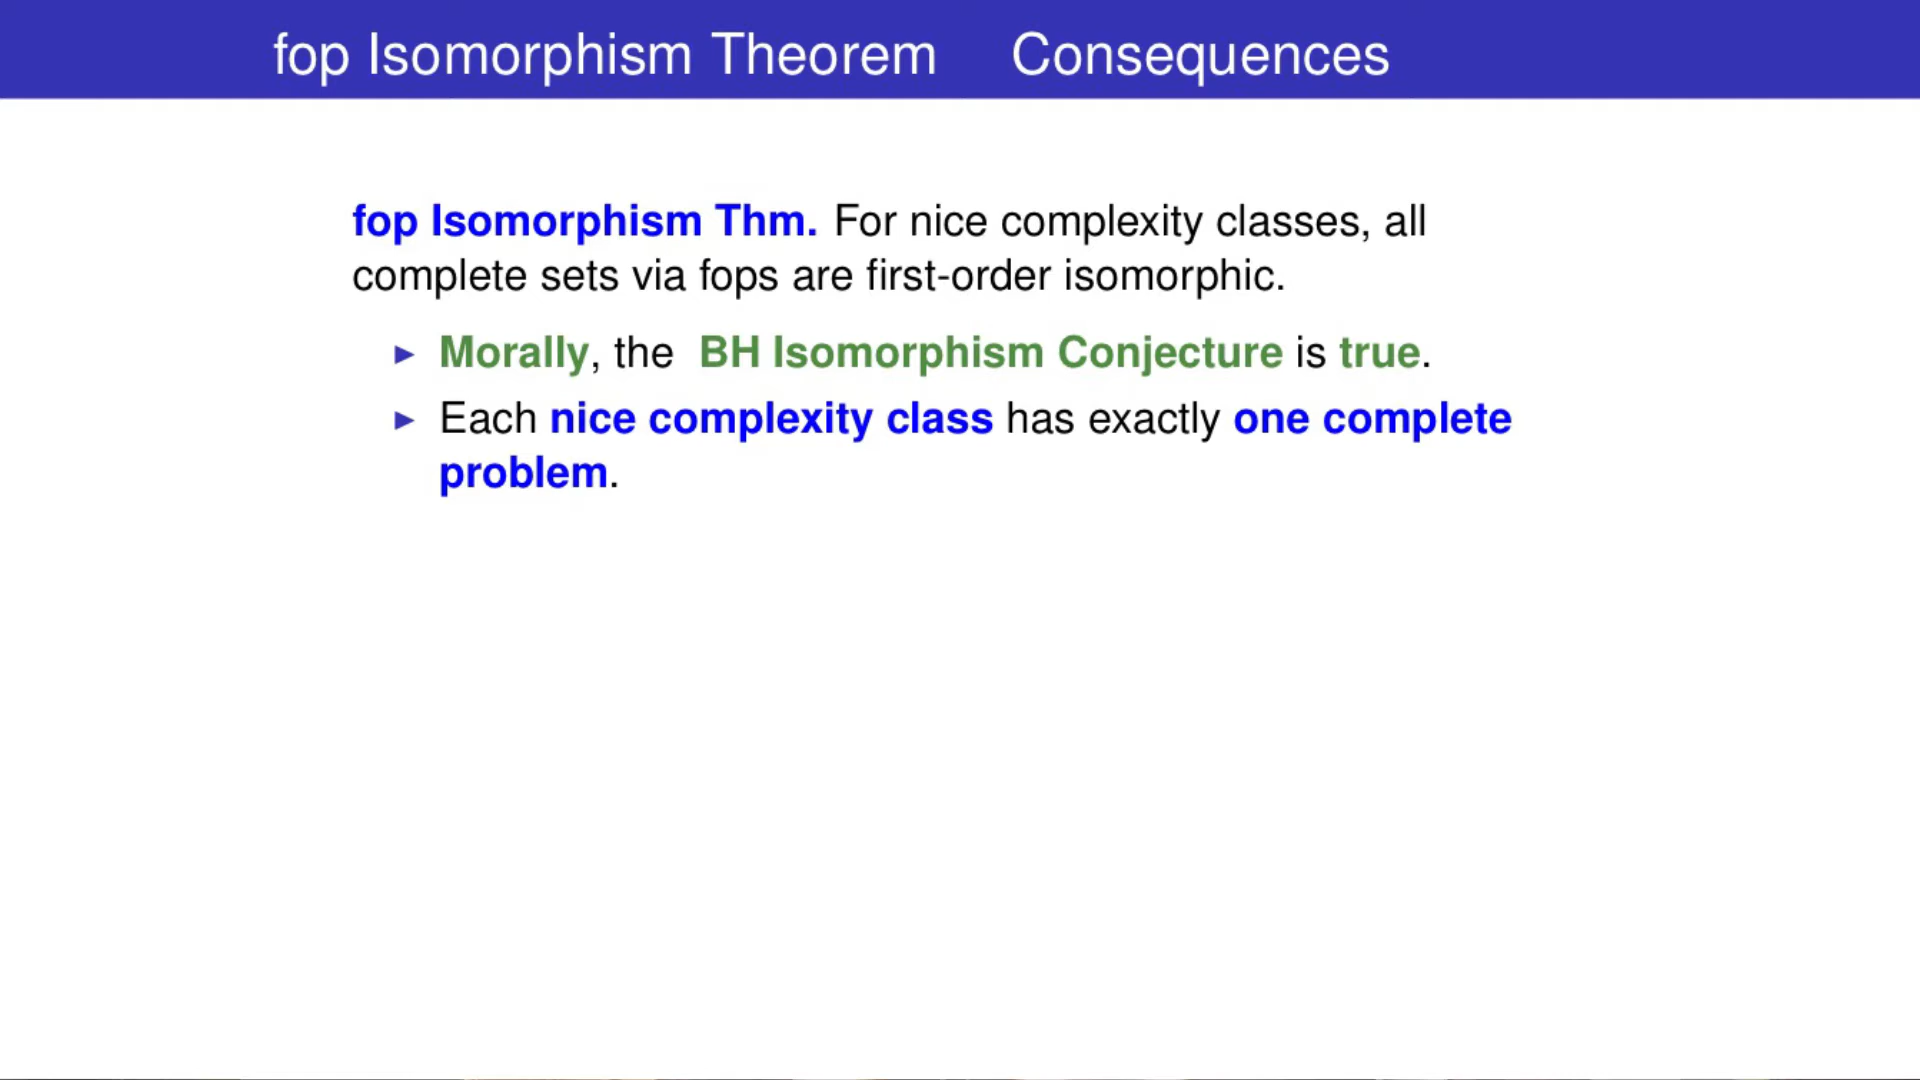 fop Isomorphism Theorem Consequences
fop Isomorphism Thm. For nice complexity classes, all
complete sets via fops are first-order isomorphic.
▶ Morally, the BH Isomorphism Conjecture is true.
▶ Each nice complexity class has exactly one complete
problem.